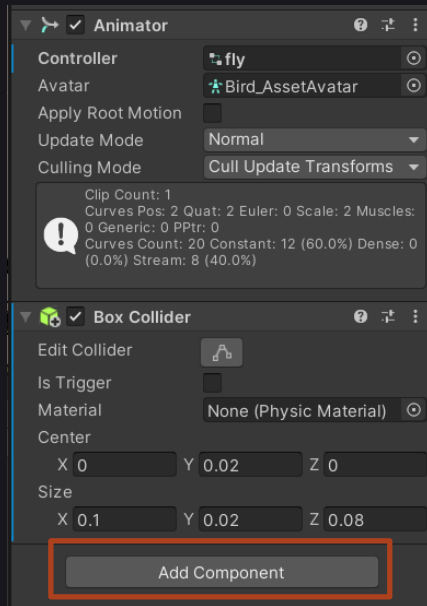 Animator
Controller fly
Avatar Bird_AssetAvatar
Apply Root Motion
Update Mode Normal
Culling Mode Cull Update Transforms
Clip Count: 1
Curves Pos: 2 Quat: 2 Euler: 0 Scale: 2 Muscles:
0 Generic: 0 PPtr: 0
Curves Count: 20 Constant: 12 (60.0%) Dense: 0
(0.0%) Stream: 8 (40.0%)
Box Collider
Edit Collider
Is Trigger
Material None (Physic Material)
Center
X 0 Y 0.02 Z 0
Size
X 0.1 Y 0.02 Z 0.08
Add Component